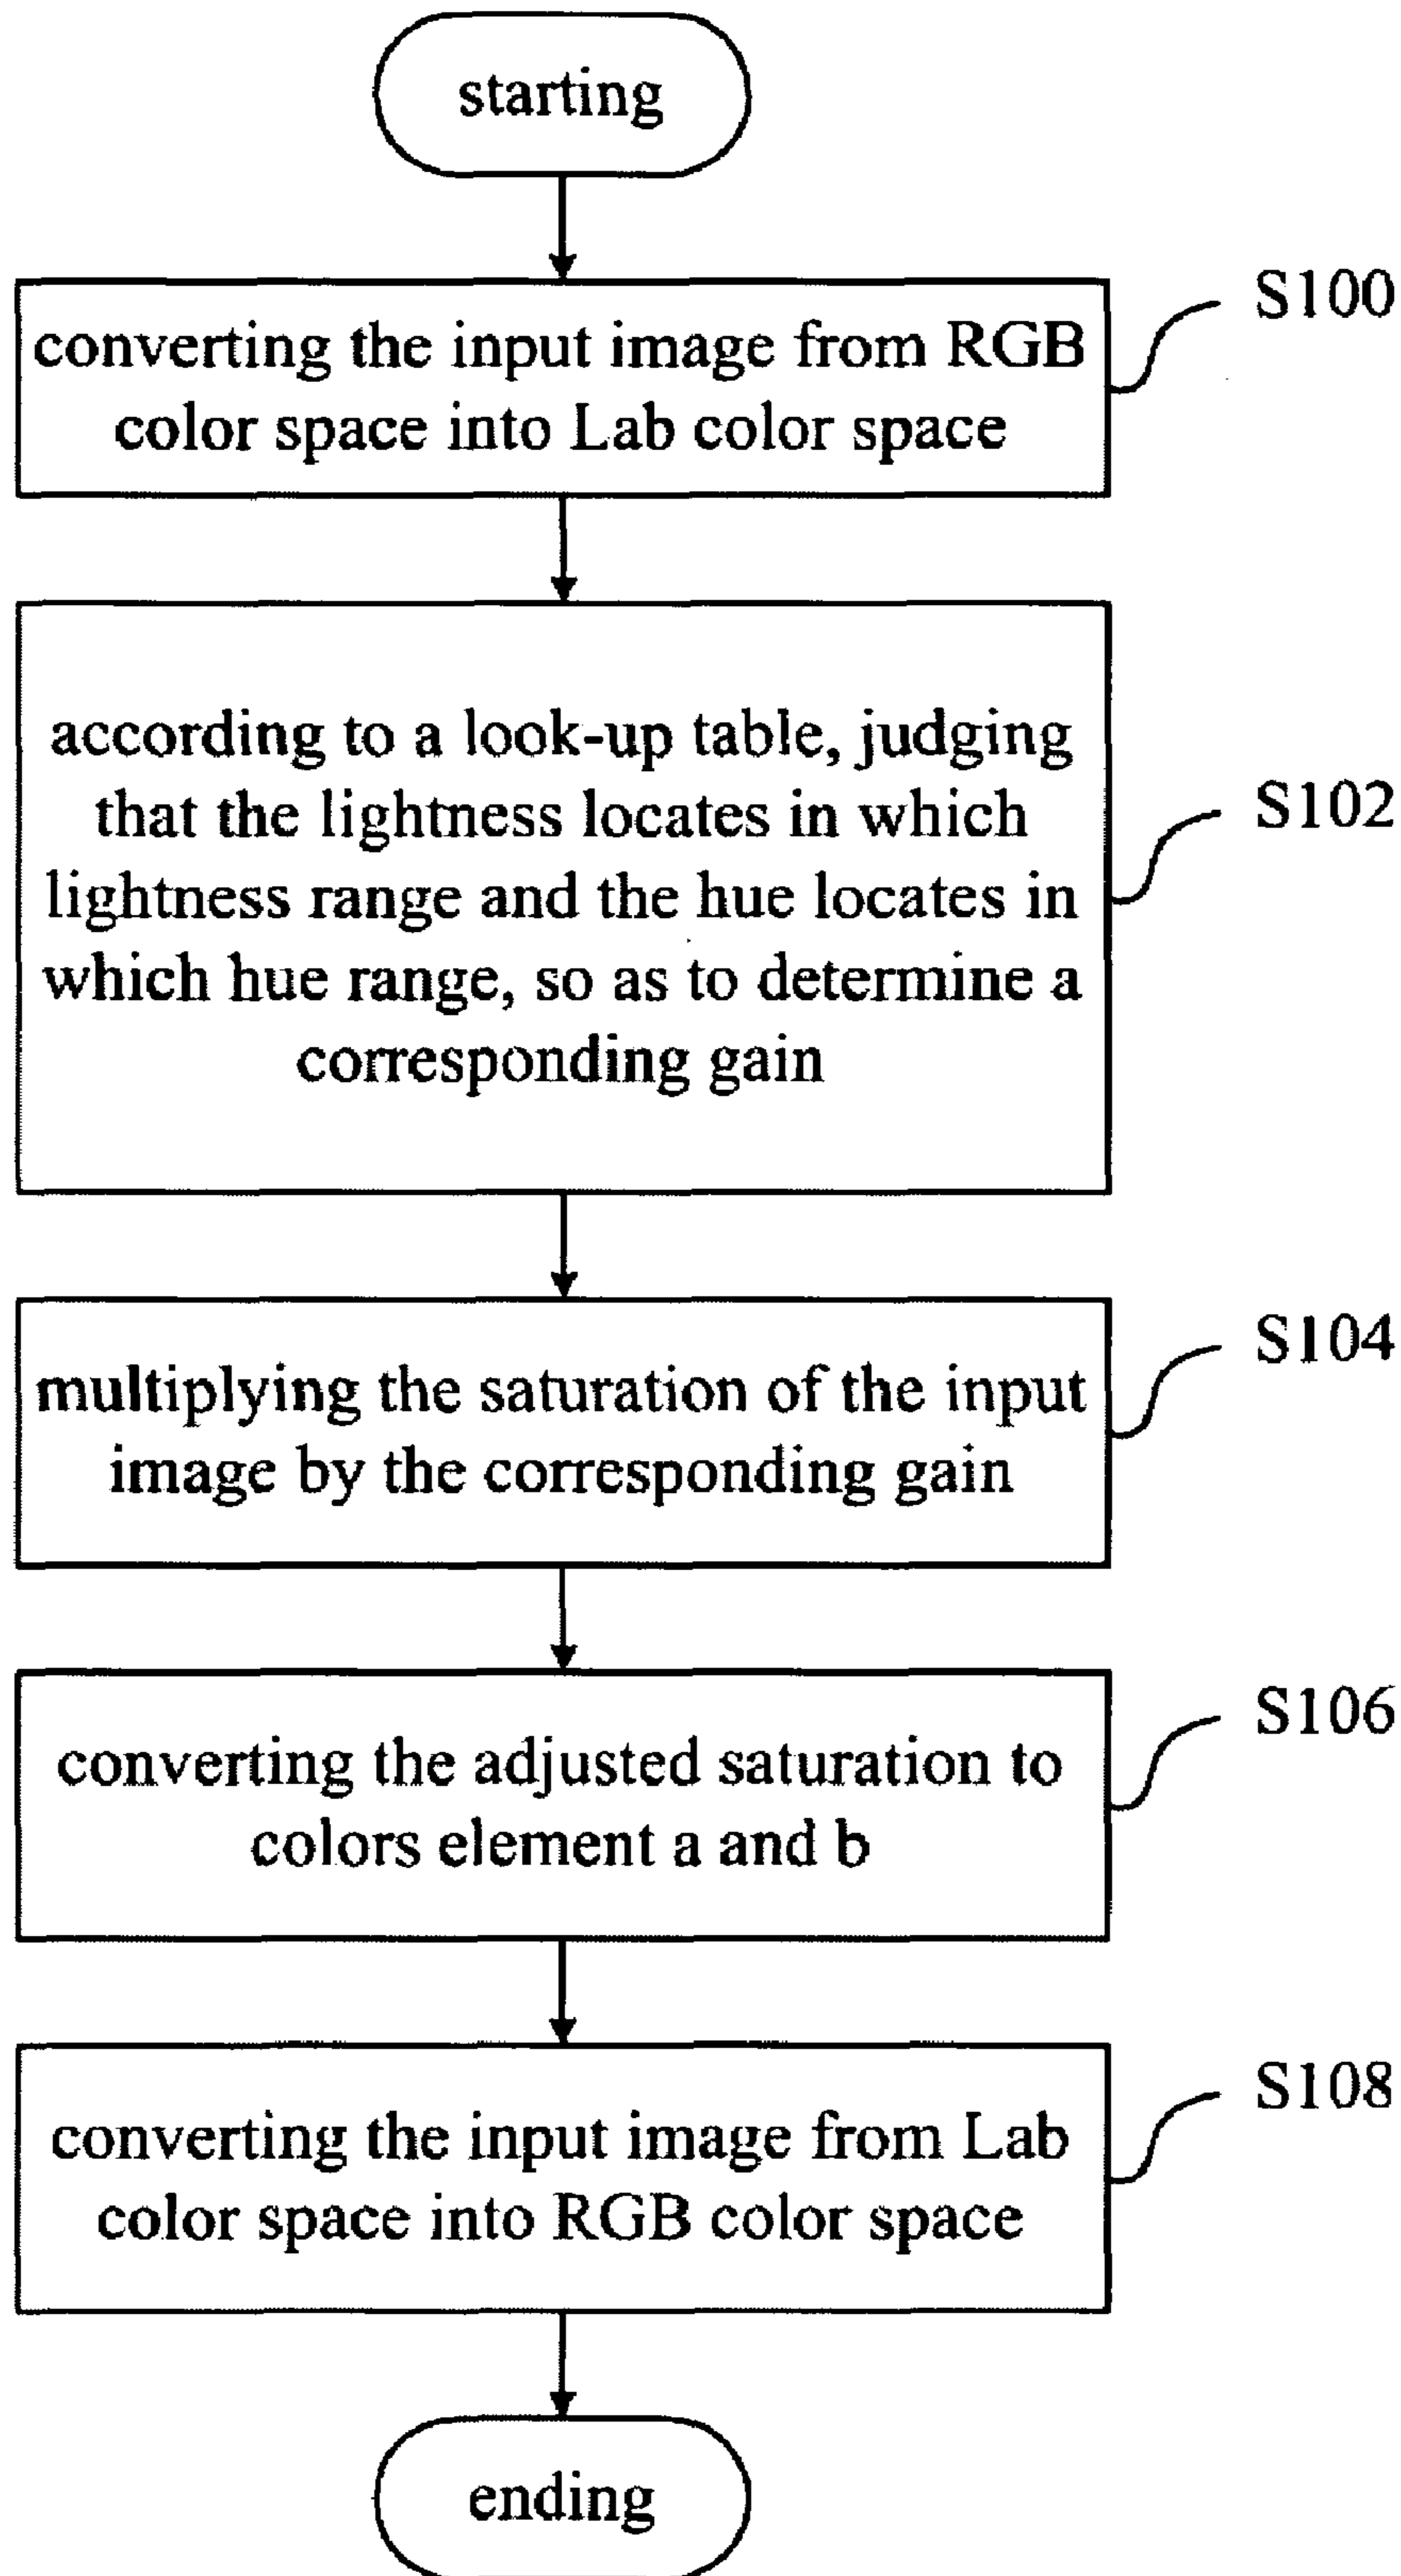 starting
S100
converting the input image from RGB
color space into Lab color space
according to a look-up table, judging
that the lightness locates in which
S102
lightness range and the hue locates in
which hue range, so as to determine a
corresponding gain
S104
multiplying the saturation of the input
image by the corresponding gain
S106
converting the adjusted saturation to
colors element a and b
S108
converting the input image from Lab
color space into RGB color space
ending